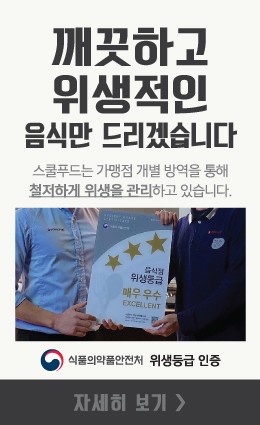 깨끗하고
위생적인
음식만 드리겠습니다
스쿨푸드는 가맹점 개별 방역을 통해
철저하게 위생을 관리하고 있습니다.
음식점
위생등급
매우 우수
EXCELLENT
식품의약품안전처 위생등급 인증
자세히 보기 >